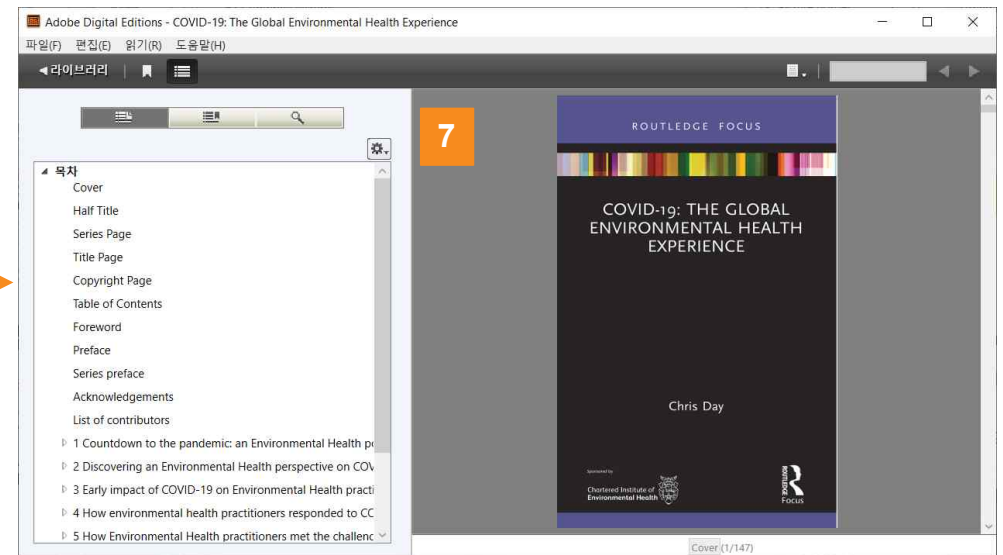 Adobe Digital Editions - COVID-19: The Global Environmental Health Experience
파일(F) 편집(E) 읽기(R) 도움말(H)
◀라이브러리
7
목차
Cover
Half Title
Series Page
Title Page
Copyright Page
Table of Contents
Foreword
Preface
Series preface
Acknowledgements
List of contributors
1 Countdown to the pandemic: an Environmental Health
2 Discovering an Environmental Health perspective on
3 Early impact of COVID-19 on Environmental Health practi
4 How environmental health practitioners responded to
5 How Environmental Health practitioners met the challenc
ROUTLEDGE FOCUS
COVID-19: THE GLOBAL
ENVIRONMENTAL HEALTH
EXPERIENCE
Chris Day
Sponsored by
Chartered Institute of
Environmental Health
ROUTLEDGE
Focus
Cover (1/147)